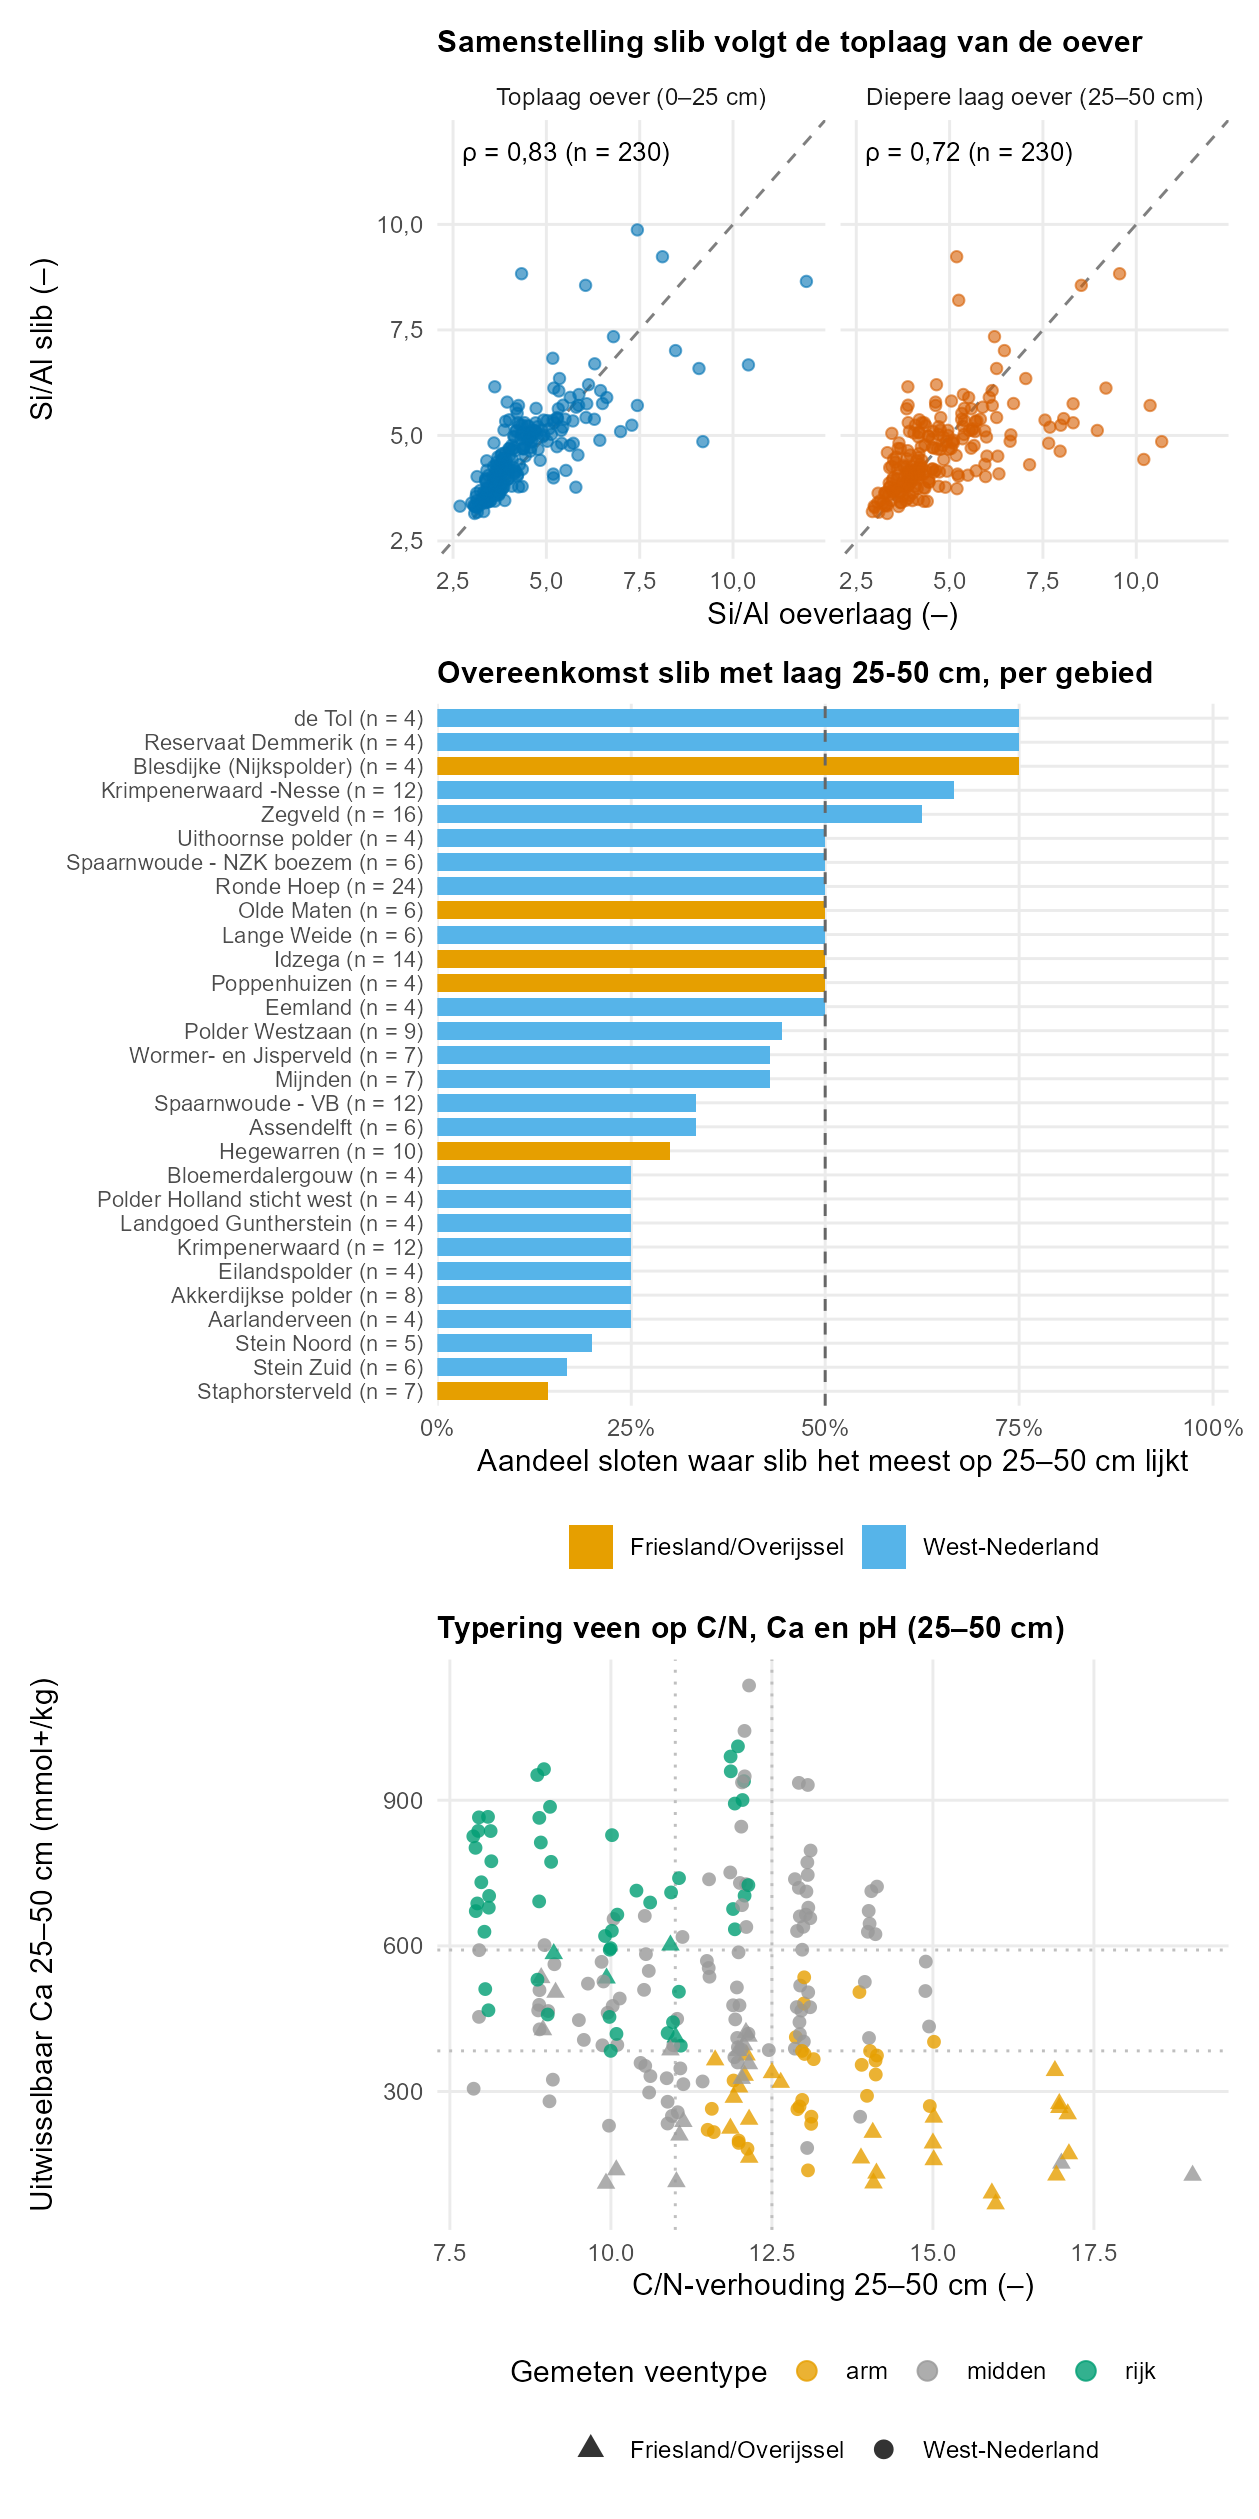 Samenstelling slib volgt de toplaag van de oever
Toplaag oever (0–25 cm)
Diepere laag oever (25–50 cm)
ρ = 0,83 (n = 230)
ρ = 0,72 (n = 230)
Si/Al slib (–)
10,0
7,5
5,0
2,5
2,5 5,0 7,5 10,0
2,5 5,0 7,5 10,0
Si/Al oeverlaag (–)
Overeenkomst slib met laag 25-50 cm, per gebied
de Tol (n = 4)
Reservaat Demmerik (n = 4)
Blesdijke (Nijkspolder) (n = 4)
Krimpenerwaard -Nesse (n = 12)
Zegveld (n = 16)
Uithoornse polder (n = 4)
Spaarnwoude - NZK boezem (n = 6)
Ronde Hoep (n = 24)
Olde Maten (n = 6)
Lange Weide (n = 6)
Idzega (n = 14)
Poppenhuizen (n = 4)
Eemland (n = 4)
Polder Westzaan (n = 9)
Wormer- en Jisperveld (n = 7)
Mijnden (n = 7)
Spaarnwoude - VB (n = 12)
Assendelft (n = 6)
Hegewarren (n = 10)
Bloemerdalergouw (n = 4)
Polder Holland sticht west (n = 4)
Landgoed Guntherstein (n = 4)
Krimpenerwaard (n = 12)
Eilandspolder (n = 4)
Akkerdijkse polder (n = 8)
Aarlanderveen (n = 4)
Stein Noord (n = 5)
Stein Zuid (n = 6)
Staphorsterveld (n = 7)
0% 25% 50% 75% 100%
Aandeel sloten waar slib het meest op 25–50 cm lijkt
Friesland/Overijssel West-Nederland
Typering veen op C/N, Ca en pH (25–50 cm)
Uitwisselbaar Ca 25–50 cm (mmol+/kg)
900
600
300
7.5 10.0 12.5 15.0 17.5
C/N-verhouding 25–50 cm (–)
Gemeten veentype arm midden rijk
Friesland/Overijssel West-Nederland